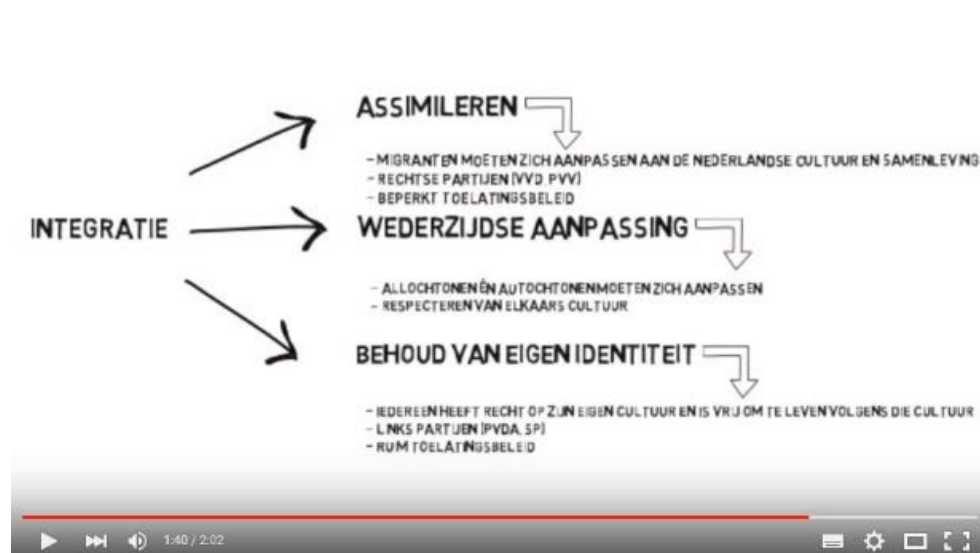 ASSIMILEREN
- MIGRANTEN MOETEN ZICH AANPASSEN AAN DE NEDERLANDSE CULTUUR EN SAMENLEVING
- RECHTSE PARTIJEN (VVD, PVV)
- BEPERKT TOELATINGSBELEID
INTEGRATIE
WEDERZIJDSE AANPASSING
- ALLOCHTONEN ÉN AUTOCHTONEN MOETEN ZICH AANPASSEN
- RESPECTEREN VAN ELKAARS CULTUUR
BEHOUD VAN EIGEN IDENTITEIT
- IEDEREEN HEEFT RECHT OP ZIJN EIGEN CULTUUR EN IS VRIJ OM TE LEVEN VOLGENS DIE CULTUUR
- LINKS PARTIJEN (PVDA, SP)
- RUIM TOELATINGSBELEID
1:40 / 2:02